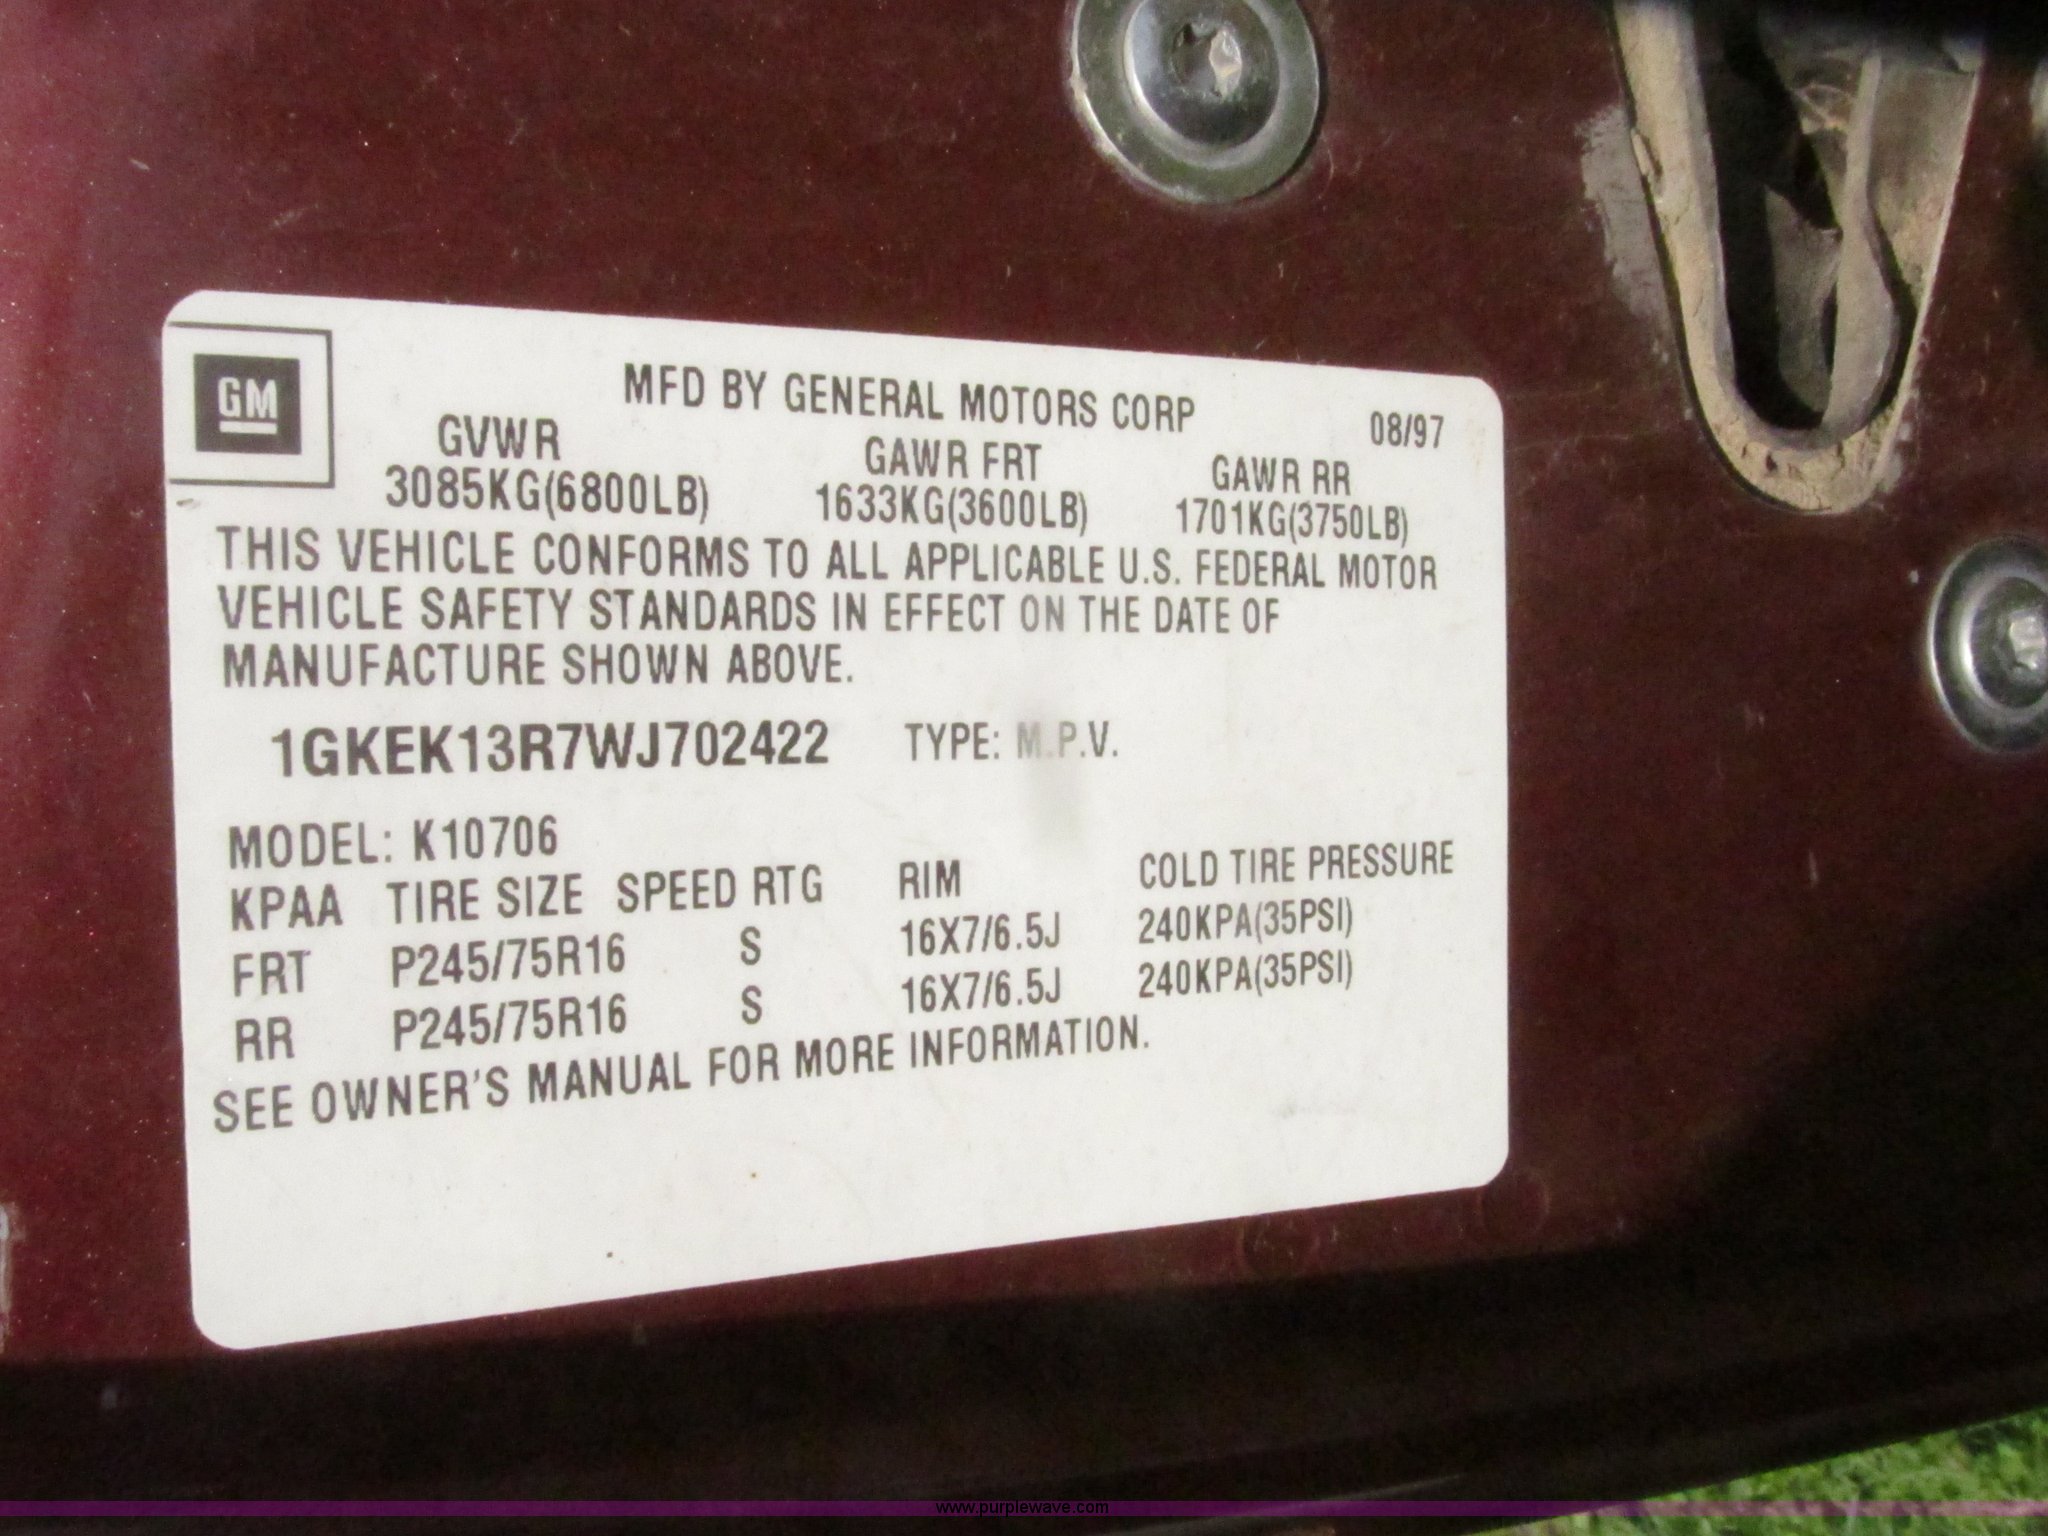 GM
MFD BY GENERAL MOTORS CORP
08/97
GVWR GAWR FRT GAWR RR
3085KG(6800LB) 1633KG(3600LB) 1701KG(3750LB)
THIS VEHICLE CONFORMS TO ALL APPLICABLE U.S. FEDERAL MOTOR
VEHICLE SAFETY STANDARDS IN EFFECT ON THE DATE OF
MANUFACTURE SHOWN ABOVE.
1GKEK13R7WJ702422 TYPE: M.P.V.
MODEL: K10706
KPAA TIRE SIZE SPEED RTG RIM COLD TIRE PRESSURE
FRT P245/75R16 S 16X7/6.5J 240KPA(35PSI)
RR P245/75R16 S 16X7/6.5J 240KPA(35PSI)
SEE OWNER'S MANUAL FOR MORE INFORMATION.
www.purplewave.com